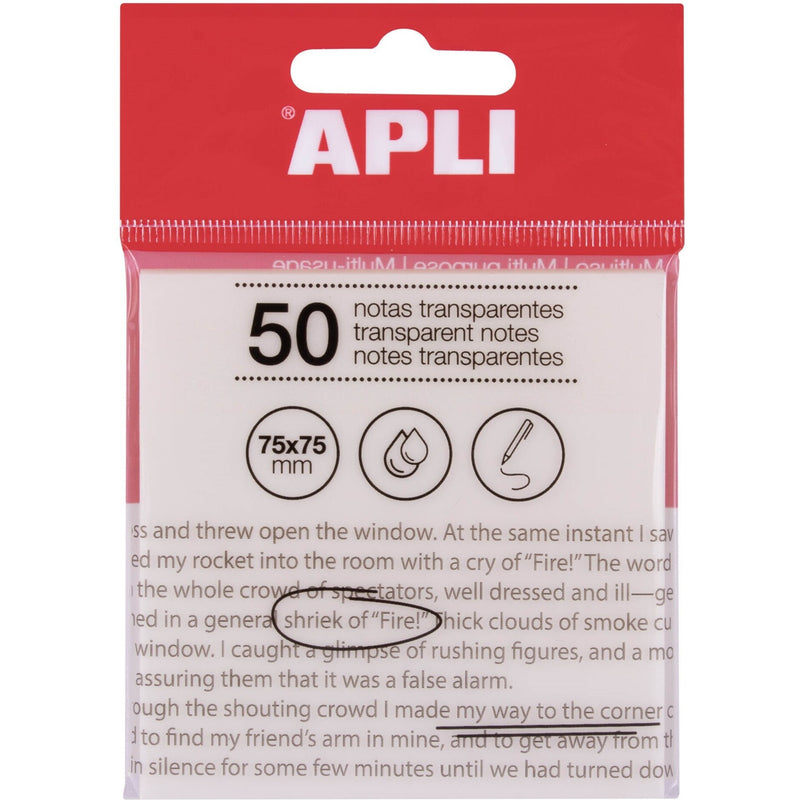 ® APLI
Multiuso | Multi purpose | Multi-usage
50 notas transparentes
transparent notes
notes transparentes
75x75
mm
ss and threw open the window. At the same instant I saw
ed my rocket into the room with a cry of “Fire!” The word
the whole crowd of spectators, well dressed and ill—ge
ned in a general shriek of “Fire!” Thick clouds of smoke cu
window. I caught a glimpse of rushing figures, and a mo
assuring them that it was a false alarm.
ough the shouting crowd I made my way to the corner o
d to find my friend’s arm in mine, and to get away from th
in silence for some few minutes until we had turned dow